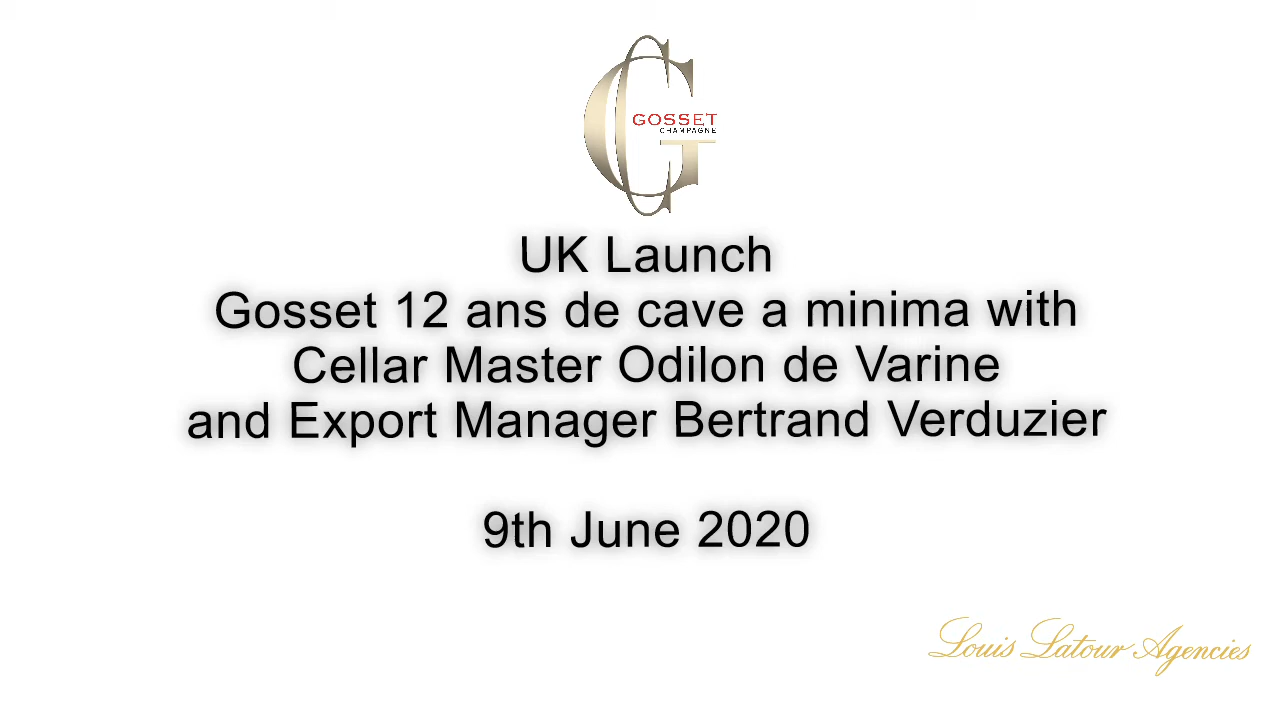 GOSSET
CHAMPAGNE
UK Launch
Gosset 12 ans de cave a minima with
Cellar Master Odilon de Varine
and Export Manager Bertrand Verduzier
9th June 2020
Louis Latour Agencies